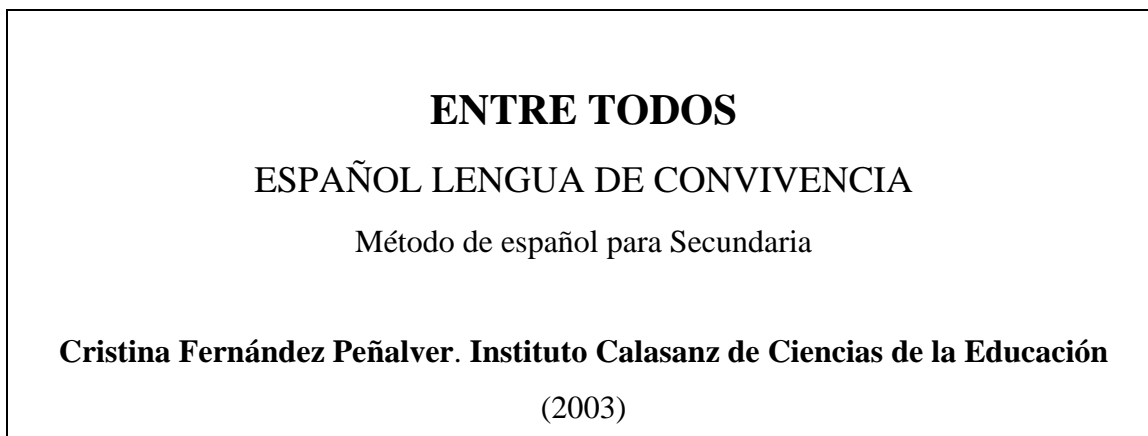 ENTRE TODOS
ESPAÑOL LENGUA DE CONVIVENCIA
Método de español para Secundaria
Cristina Fernández Peñalver. Instituto Calasanz de Ciencias de la Educación
(2003)